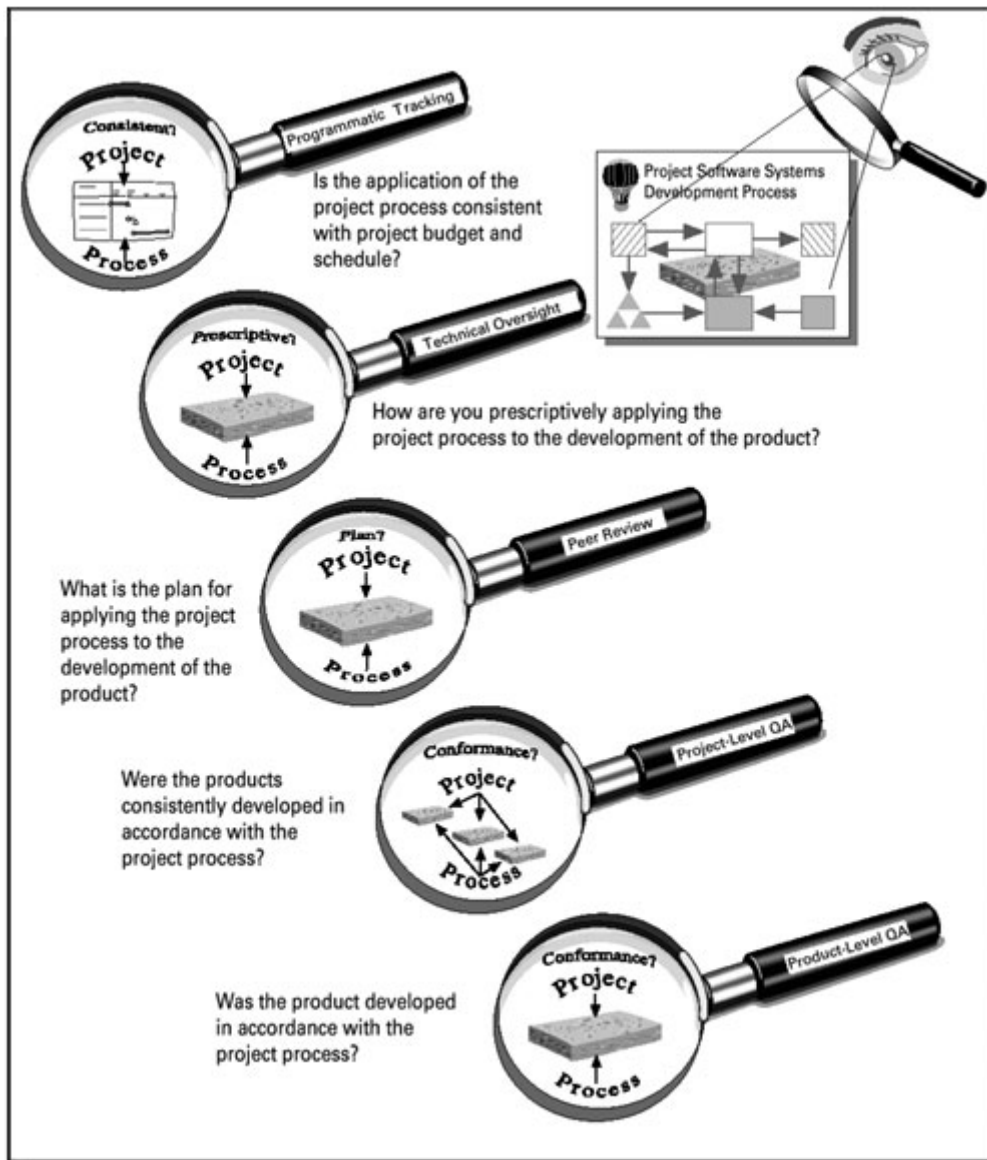 Consistent?
Project
Process
Programmatic Tracking
Is the application of the
project process consistent
with project budget and
schedule?
Project Software Systems
Development Process
Prescriptive?
Project
Process
Technical Oversight
How are you prescriptively applying the
project process to the development of the product?
Plan?
Project
Process
Peer Review
What is the plan for
applying the project
process to the
development of the
product?
Conformance?
Project
Process
Project-Level QA
Were the products
consistently developed in
accordance with the
project process?
Conformance?
Project
Process
Product-Level QA
Was the product developed
in accordance with the
project process?